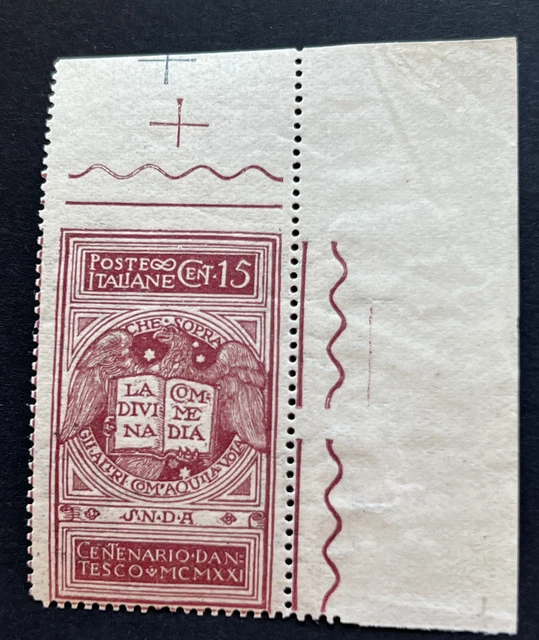 POSTE
ITALIANE CENT·15
CHE·SOPRA
LA
DIVI
NA
COM:
ME
DIA
GLI·ALTRI COM'AQUILA·VOLA
S·N·D·A
CENTENARIO·DAN-
TESCO MCMXXI